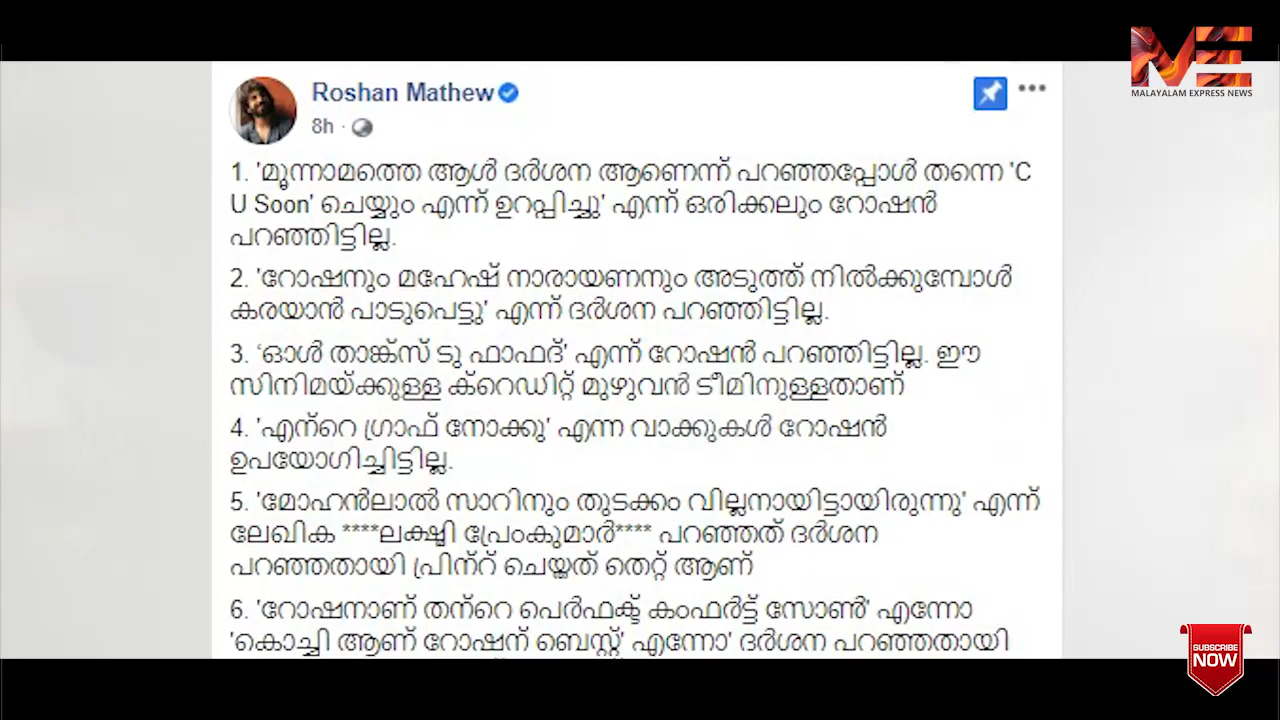 ME
MALAYALAM EXPRESS NEWS
Roshan Mathew
8h ·
1. 'മൂന്നാമത്തെ ആൾ ദർശന ആണെന്ന് പറഞ്ഞപ്പോൾ തന്നെ 'C
U Soon' ചെയ്യും എന്ന് ഉറപ്പിച്ചു' എന്ന് ഒരിക്കലും റോഷൻ
പറഞ്ഞിട്ടില്ല.
2. 'റോഷനും മഹേഷ് നാരായണനും അടുത്ത് നിൽക്കുമ്പോൾ
കരയാൻ പാടുപെട്ടു' എന്ന് ദർശന പറഞ്ഞിട്ടില്ല.
3. ‘ഓൾ താങ്ക്സ് ടു ഫാഫദ്' എന്ന് റോഷൻ പറഞ്ഞിട്ടില്ല. ഈ
സിനിമയ്ക്കുള്ള ക്റെഡിറ്റ് മുഴുവൻ ടീമിനുള്ളതാണ്
4. 'എന്റെ ഗ്രാഫ് നോക്കൂ' എന്ന വാക്കുകൾ റോഷൻ
ഉപയോഗിച്ചിട്ടില്ല.
5. 'മോഹൻലാൽ സാറിനും തുടക്കം വില്ലനായിട്ടായിരുന്നു' എന്ന്
ലേഖിക ****ലക്ഷ്മി പ്രേംകുമാർ**** പറഞ്ഞത് ദർശന
പറഞ്ഞതായി പ്രിന്റ് ചെയ്തത് തെറ്റ് ആണ്
6. 'റോഷനാണ് തന്റെ പെർഫക്ട് കംഫർട്ട് സോൺ' എന്നോ
'കൊച്ചി ആണ് റോഷന് ബെസ്റ്റ്' എന്നോ' ദർശന പറഞ്ഞതായി
SUBSCRIBE
NOW